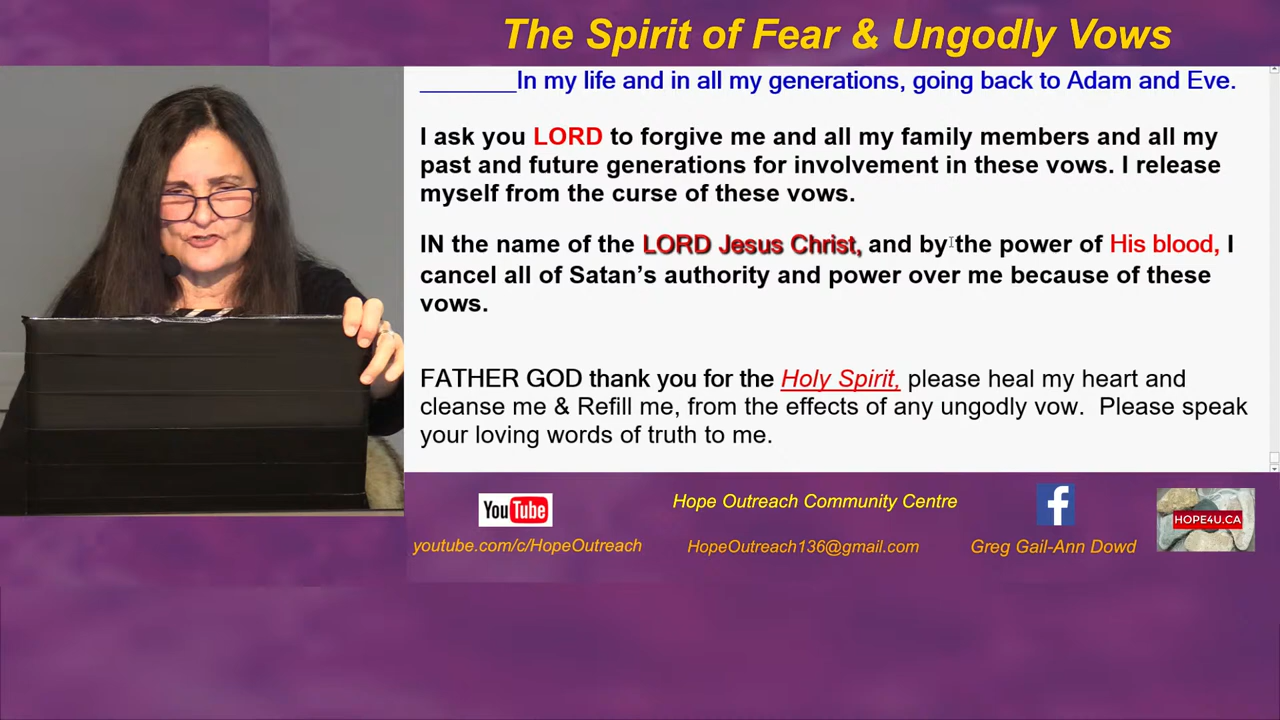 The Spirit of Fear & Ungodly Vows
_______In my life and in all my generations, going back to Adam and Eve.
I ask you LORD to forgive me and all my family members and all my
past and future generations for involvement in these vows. I release
myself from the curse of these vows.
IN the name of the LORD Jesus Christ, and by the power of His blood, I
cancel all of Satan's authority and power over me because of these
vows.
FATHER GOD thank you for the Holy Spirit, please heal my heart and
cleanse me & Refill me, from the effects of any ungodly vow.  Please speak
your loving words of truth to me.
YouTube
youtube.com/c/HopeOutreach
Hope Outreach Community Centre
HopeOutreach136@gmail.com
f
Greg Gail-Ann Dowd
HOPE4U.CA